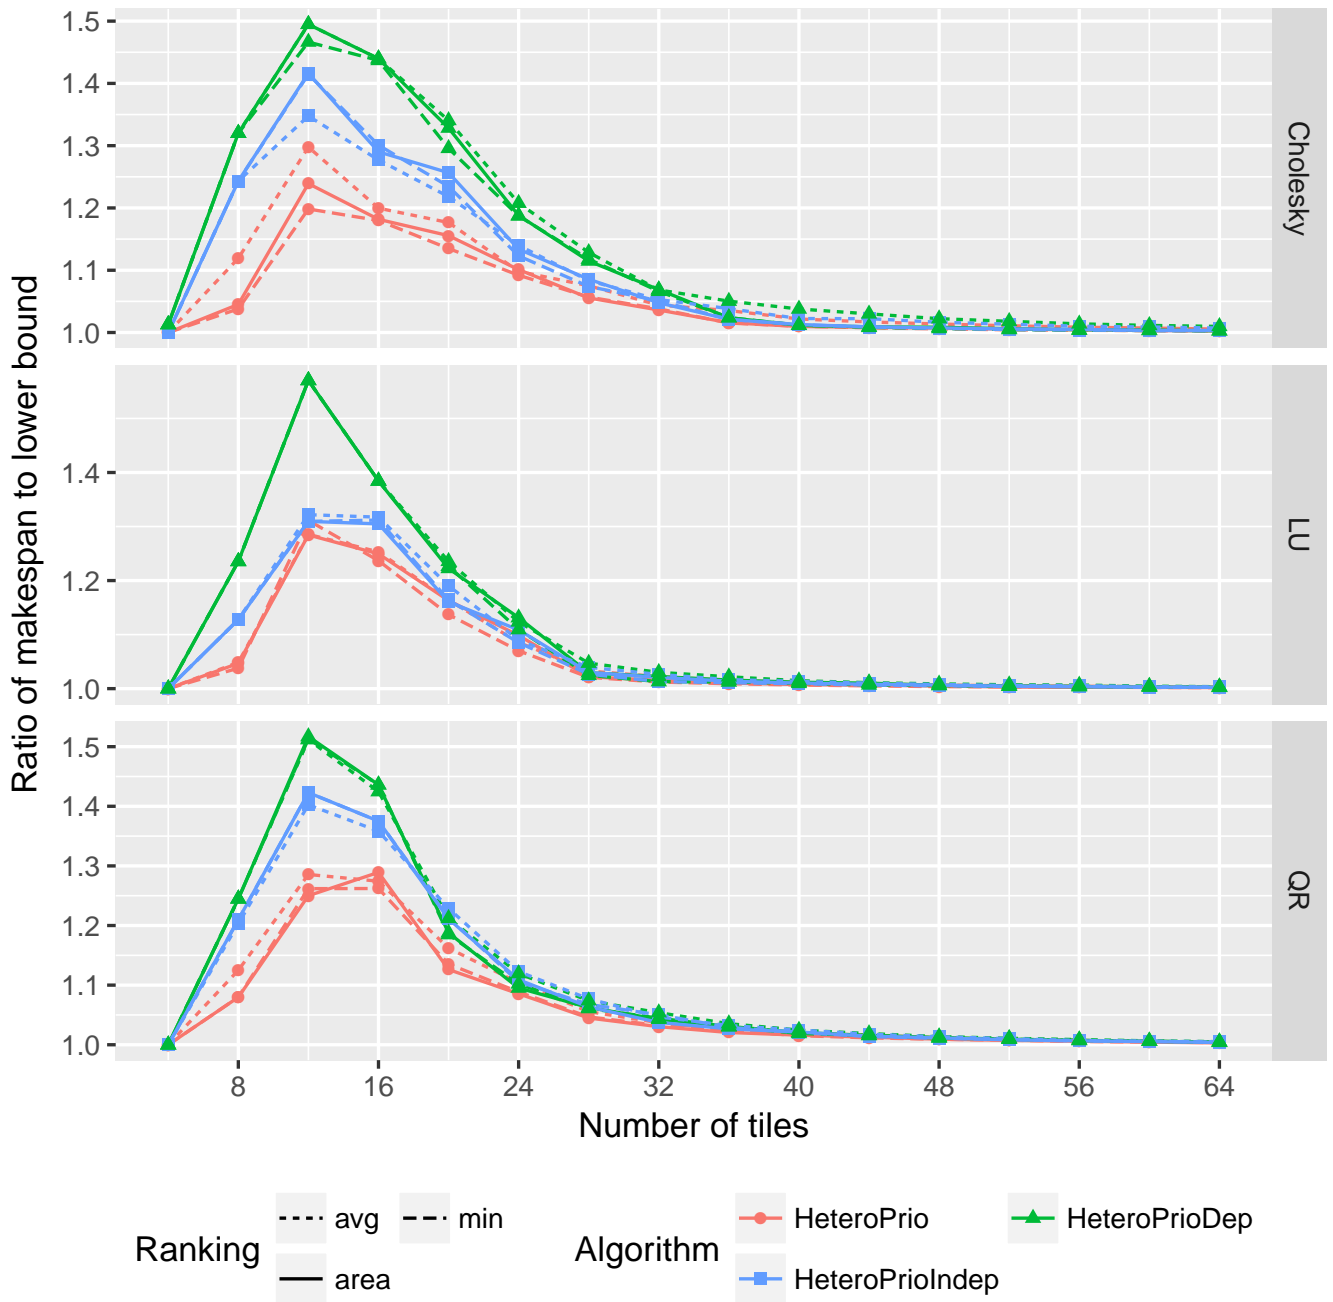 Ratio of makespan to lower bound
1.5
1.4
1.3
1.2
1.1
1.0
Cholesky
1.4
1.2
1.0
LU
1.5
1.4
1.3
1.2
1.1
1.0
QR
8 16 24 32 40 48 56 64
Number of tiles
Ranking
avg
min
area
Algorithm
HeteroPrio
HeteroPrioDep
HeteroPrioIndep